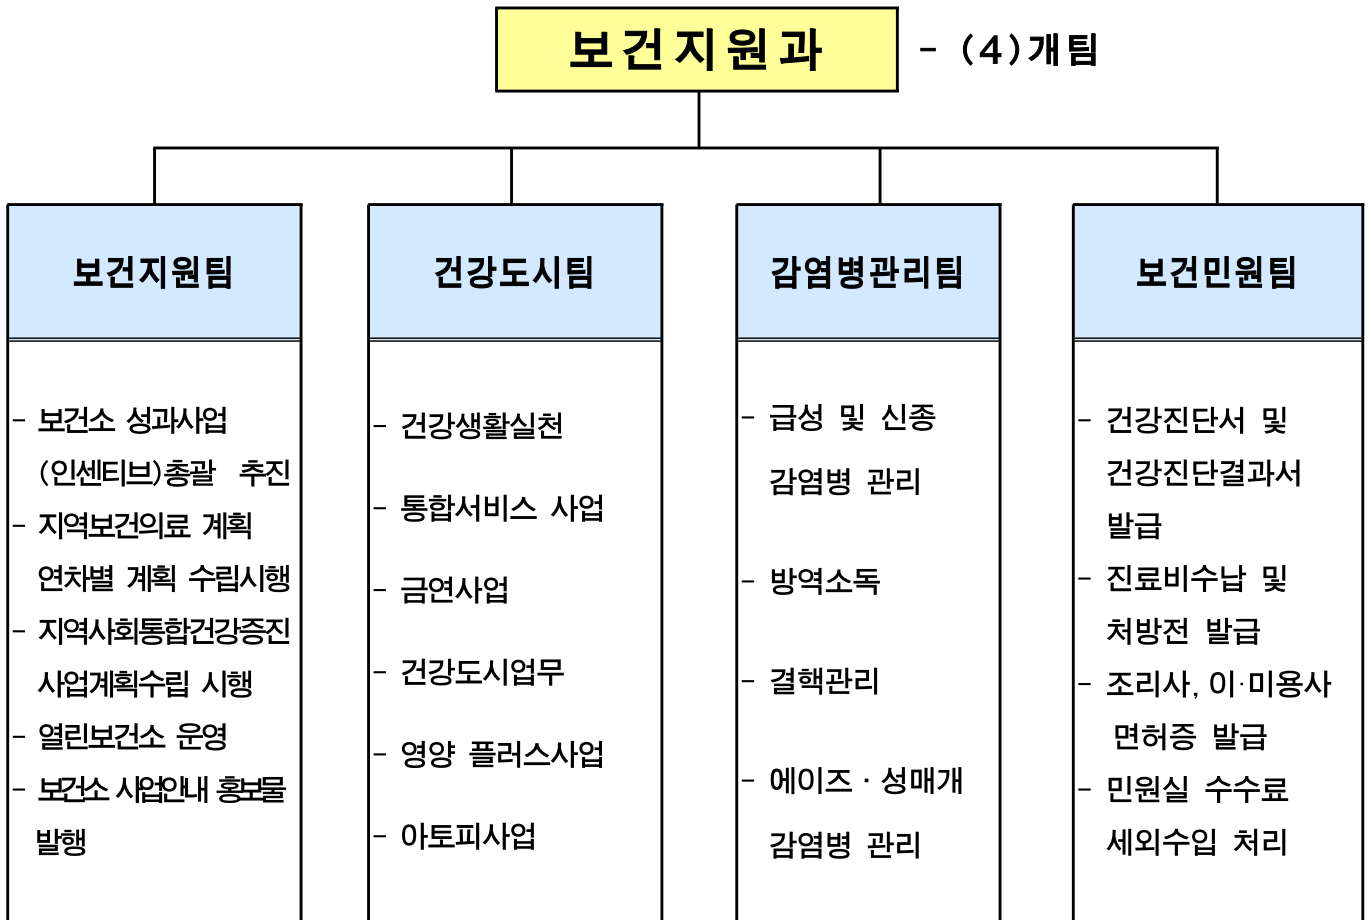 보건지원과 - (4)개팀
보건지원팀
- 보건소 성과사업
(인센티브)총괄 추진
- 지역보건의료 계획
연차별 계획 수립시행
- 지역사회통합건강증진
사업계획수립 시행
- 열린보건소 운영
- 보건소 사업안내 홍보물
발행
건강도시팀
- 건강생활실천
- 통합서비스 사업
- 금연사업
- 건강도시업무
- 영양 플러스사업
- 아토피사업
감염병관리팀
- 급성 및 신종
감염병 관리
- 방역소독
- 결핵관리
- 에이즈 · 성매개
감염병 관리
보건민원팀
- 건강진단서 및
건강진단결과서
발급
- 진료비수납 및
처방전 발급
- 조리사, 이·미용사
면허증 발급
- 민원실 수수료
세외수입 처리